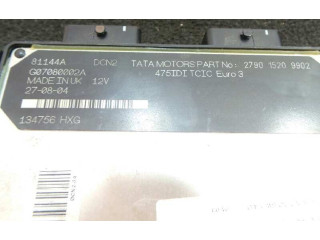 81144A DCN2 TATA MOTORS PART No: 2790 1520 9902
G07080002A 475IDI TCIC Euro 3
MADE IN UK 12V
27-08-04
134756 HXG